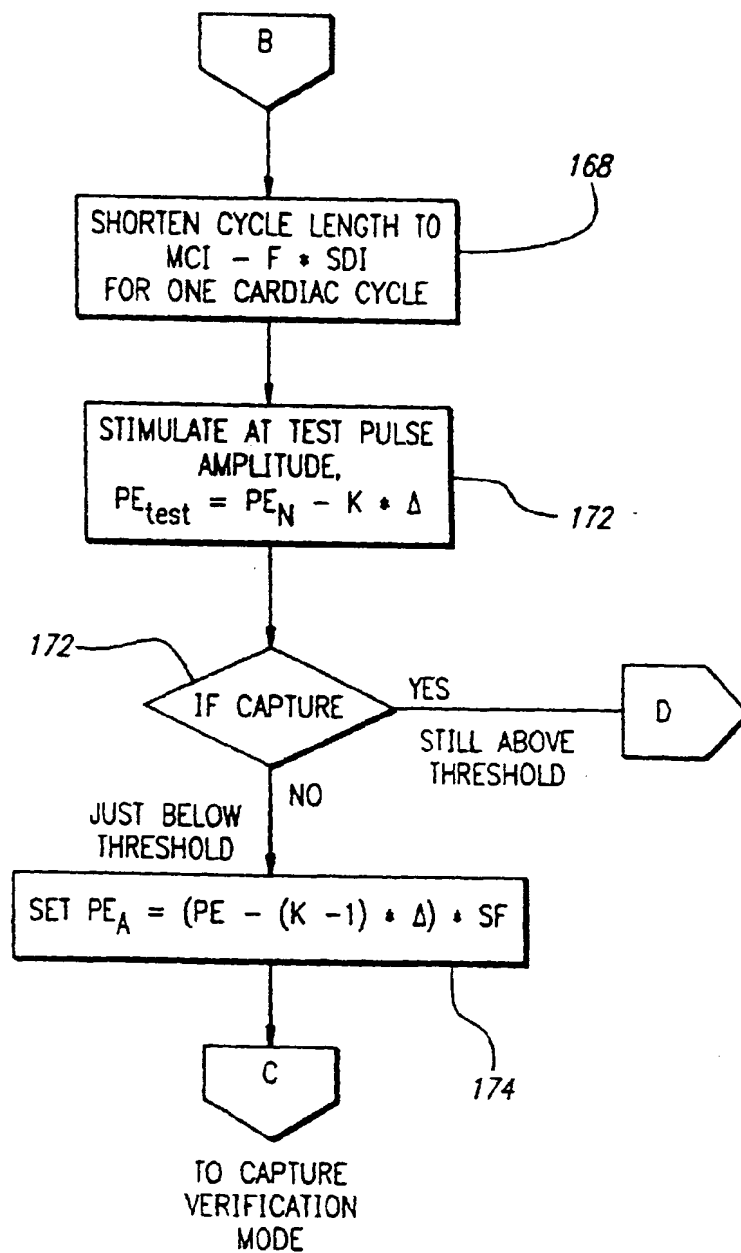 B
168
SHORTEN CYCLE LENGTH TO
MCI - F * SDI
FOR ONE CARDIAC CYCLE
STIMULATE AT TEST PULSE
AMPLITUDE,
PEtest = PEN - K * Δ
172
172
IF CAPTURE
YES
D
STILL ABOVE
THRESHOLD
NO
JUST BELOW
THRESHOLD
SET PEA = (PE - (K -1) * Δ) * SF
174
C
TO CAPTURE
VERIFICATION
MODE